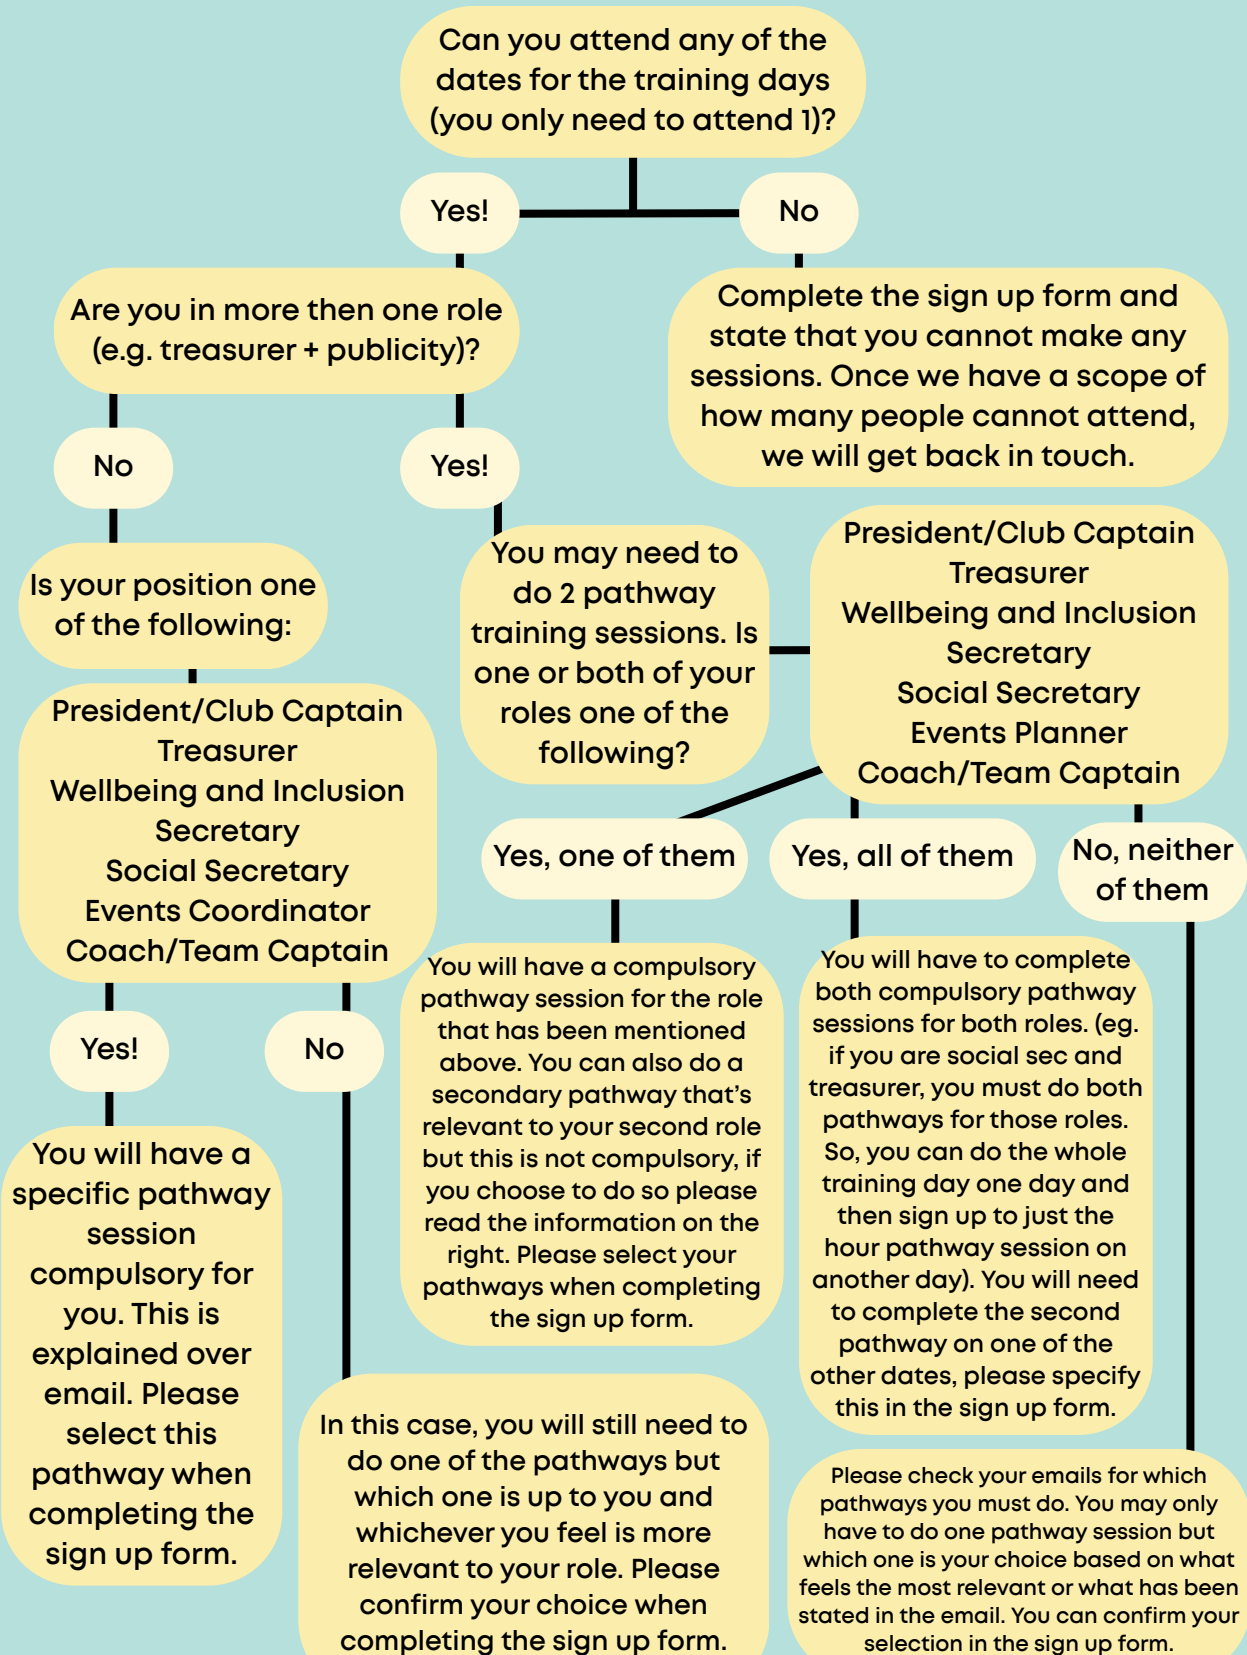 Can you attend any of the
dates for the training days
(you only need to attend 1)?
Yes!
No
Are you in more then one role
(e.g. treasurer + publicity)?
Complete the sign up form and
state that you cannot make any
sessions. Once we have a scope of
how many people cannot attend,
we will get back in touch.
No
Yes!
Is your position one
of the following:
You may need to
do 2 pathway
training sessions. Is
one or both of your
roles one of the
following?
President/Club Captain
Treasurer
Wellbeing and Inclusion
Secretary
Social Secretary
Events Planner
Coach/Team Captain
President/Club Captain
Treasurer
Wellbeing and Inclusion
Secretary
Social Secretary
Events Coordinator
Coach/Team Captain
Yes, one of them
Yes, all of them
No, neither
of them
Yes!
No
You will have a compulsory
pathway session for the role
that has been mentioned
above. You can also do a
secondary pathway that's
relevant to your second role
but this is not compulsory, if
you choose to do so please
read the information on the
right. Please select your
pathways when completing
the sign up form.
You will have to complete
both compulsory pathway
sessions for both roles. (eg.
if you are social sec and
treasurer, you must do both
pathways for those roles.
So, you can do the whole
training day one day and
then sign up to just the
hour pathway session on
another day). You will need
to complete the second
pathway on one of the
other dates, please specify
this in the sign up form.
You will have a
specific pathway
session
compulsory for
you. This is
explained over
email. Please
select this
pathway when
completing the
sign up form.
In this case, you will still need to
do one of the pathways but
which one is up to you and
whichever you feel is more
relevant to your role. Please
confirm your choice when
completing the sign up form.
Please check your emails for which
pathways you must do. You may only
have to do one pathway session but
which one is your choice based on what
feels the most relevant or what has been
stated in the email. You can confirm your
selection in the sign up form.